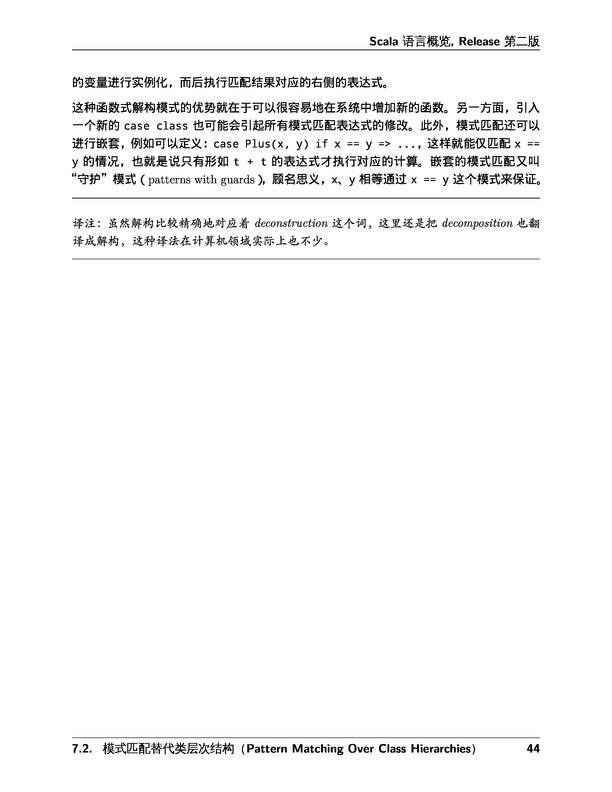 Scala 语言概览, Release 第二版
的变量进行实例化，而后执行匹配结果对应的右侧的表达式。
这种函数式解构模式的优势就在于可以很容易地在系统中增加新的函数。另一方面，引入
一个新的 case class 也可能会引起所有模式匹配表达式的修改。此外，模式匹配还可以
进行嵌套，例如可以定义：case Plus(x, y) if x == y => ...，这样就能仅匹配 x ==
y 的情况，也就是说只有形如 t + t 的表达式才执行对应的计算。嵌套的模式匹配又叫
“守护”模式 ( patterns with guards )，顾名思义，x、y 相等通过 x == y 这个模式来保证。
译注：虽然解构比较精确地对应着 deconstruction 这个词，这里还是把 decomposition 也翻
译成解构，这种译法在计算机领域实际上也不少。
7.2. 模式匹配替代类层次结构（Pattern Matching Over Class Hierarchies） 44